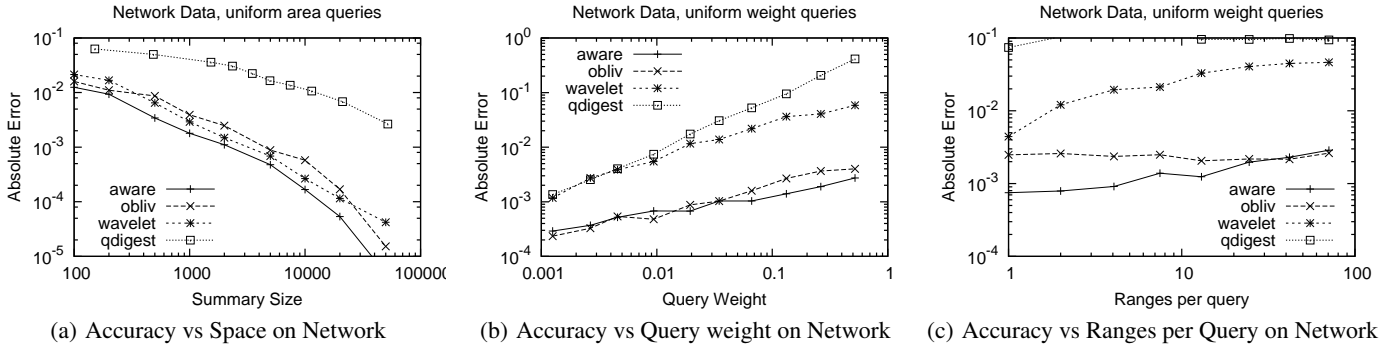 Network Data, uniform area queries
10^-1
10^-2
10^-3
10^-4
10^-5
Absolute Error
aware
obliv
wavelet
qdigest
100 1000 10000 100000
Summary Size
(a) Accuracy vs Space on Network
Network Data, uniform weight queries
10^0
10^-1
10^-2
10^-3
10^-4
Absolute Error
aware
obliv
wavelet
qdigest
0.001 0.01 0.1 1
Query Weight
(b) Accuracy vs Query weight on Network
Network Data, uniform weight queries
10^-1
10^-2
10^-3
10^-4
Absolute Error
aware
obliv
wavelet
qdigest
1 10 100
Ranges per query
(c) Accuracy vs Ranges per Query on Network